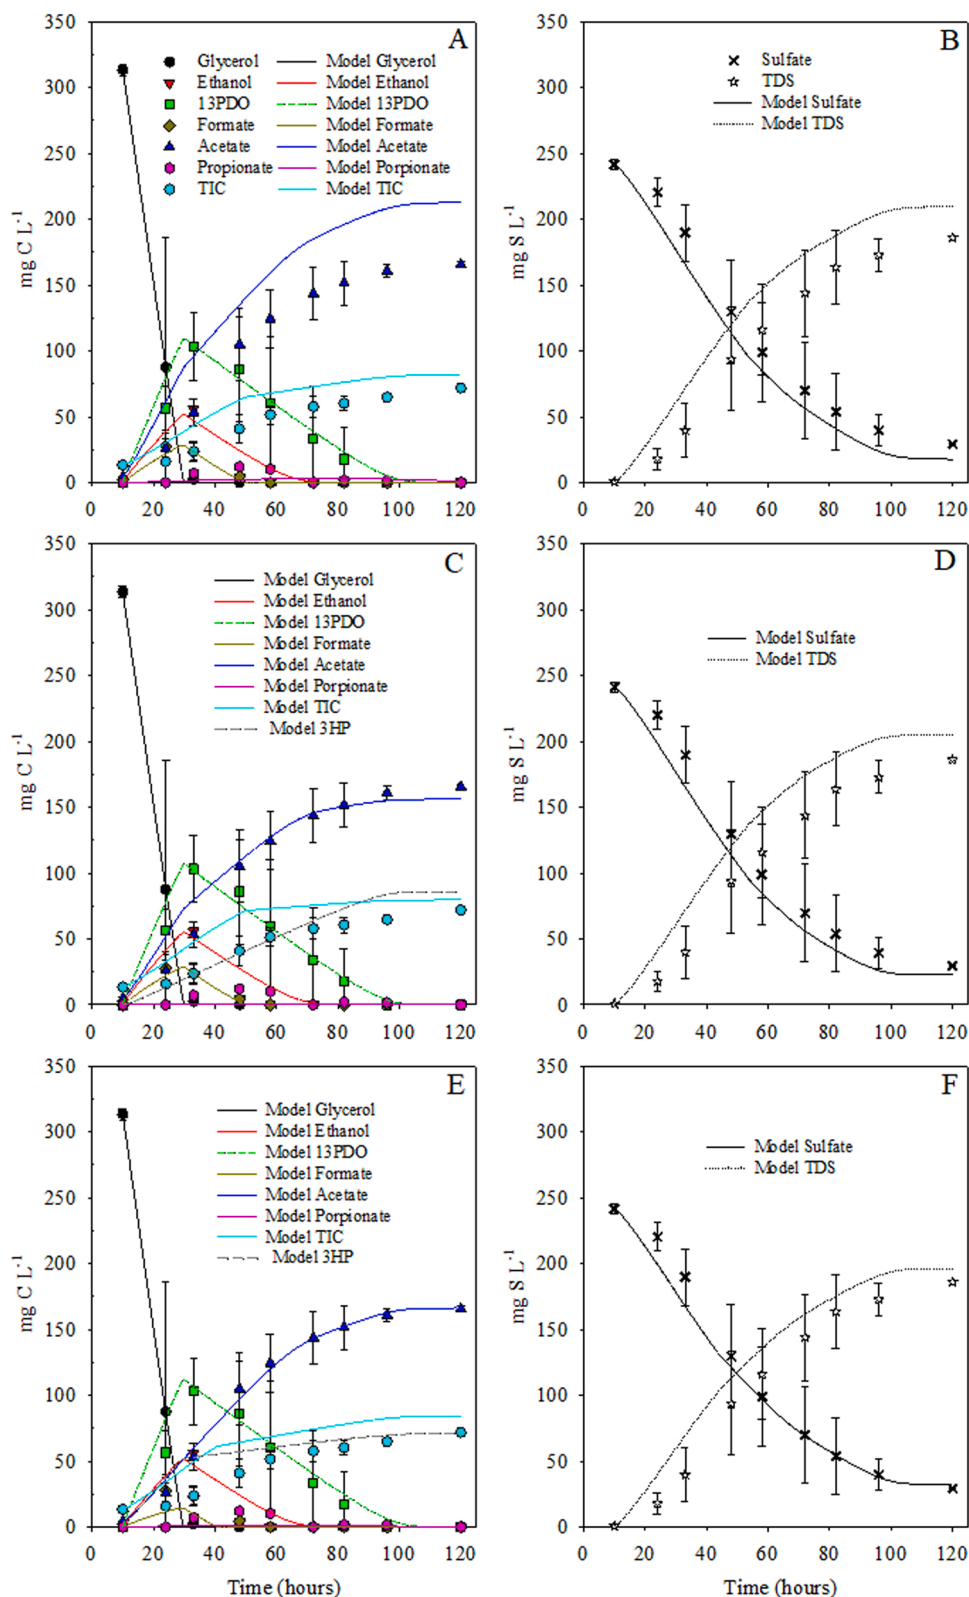 A
350
300
250
200
150
100
50
0
mg C L-1
Glycerol
Ethanol
13PDO
Formate
Acetate
Propionate
TIC
Model Glycerol
Model Ethanol
Model 13PDO
Model Formate
Model Acetate
Model Porpionate
Model TIC
0 20 40 60 80 100 120
B
350
300
250
200
150
100
50
0
mg S L-1
Sulfate
TDS
Model Sulfate
Model TDS
0 20 40 60 80 100 120
C
350
300
250
200
150
100
50
0
mg C L-1
Model Glycerol
Model Ethanol
Model 13PDO
Model Formate
Model Acetate
Model Porpionate
Model TIC
Model 3HP
0 20 40 60 80 100 120
D
350
300
250
200
150
100
50
0
mg S L-1
Model Sulfate
Model TDS
0 20 40 60 80 100 120
E
350
300
250
200
150
100
50
0
mg C L-1
Model Glycerol
Model Ethanol
Model 13PDO
Model Formate
Model Acetate
Model Porpionate
Model TIC
Model 3HP
0 20 40 60 80 100 120
Time (hours)
F
350
300
250
200
150
100
50
0
mg S L-1
Model Sulfate
Model TDS
0 20 40 60 80 100 120
Time (hours)